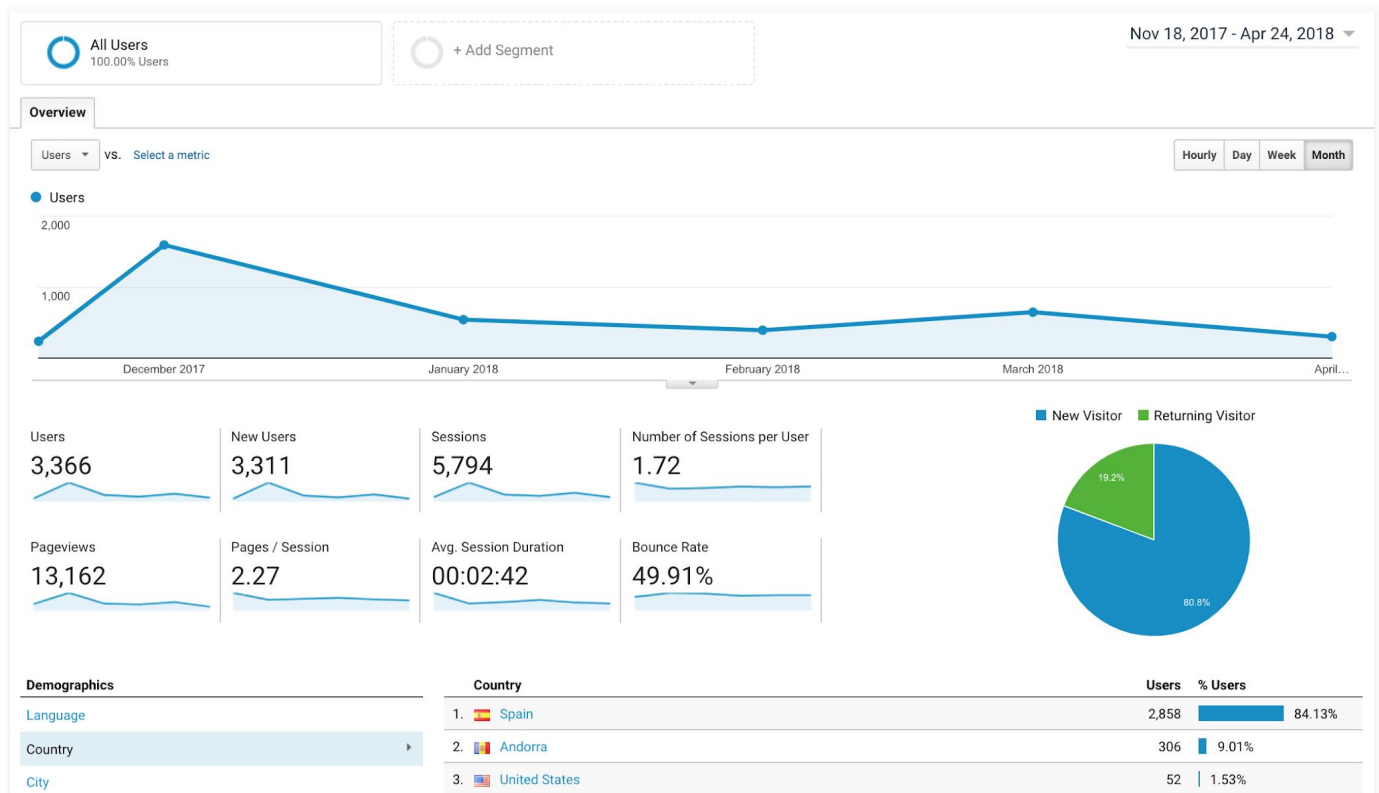 All Users
100.00% Users
+ Add Segment
Nov 18, 2017 - Apr 24, 2018
Overview
Users VS. Select a metric
Hourly Day Week Month
Users
2,000
1,000
December 2017 January 2018 February 2018 March 2018 April...
New Visitor Returning Visitor
Users New Users Sessions Number of Sessions per User
3,366 3,311 5,794 1.72
19.2%
Pageviews Pages / Session Avg. Session Duration Bounce Rate
13,162 2.27 00:02:42 49.91%
80.8%
Demographics
Language
Country
City
Country Users % Users
1. Spain 2,858 84.13%
2. Andorra 306 9.01%
3. United States 52 1.53%